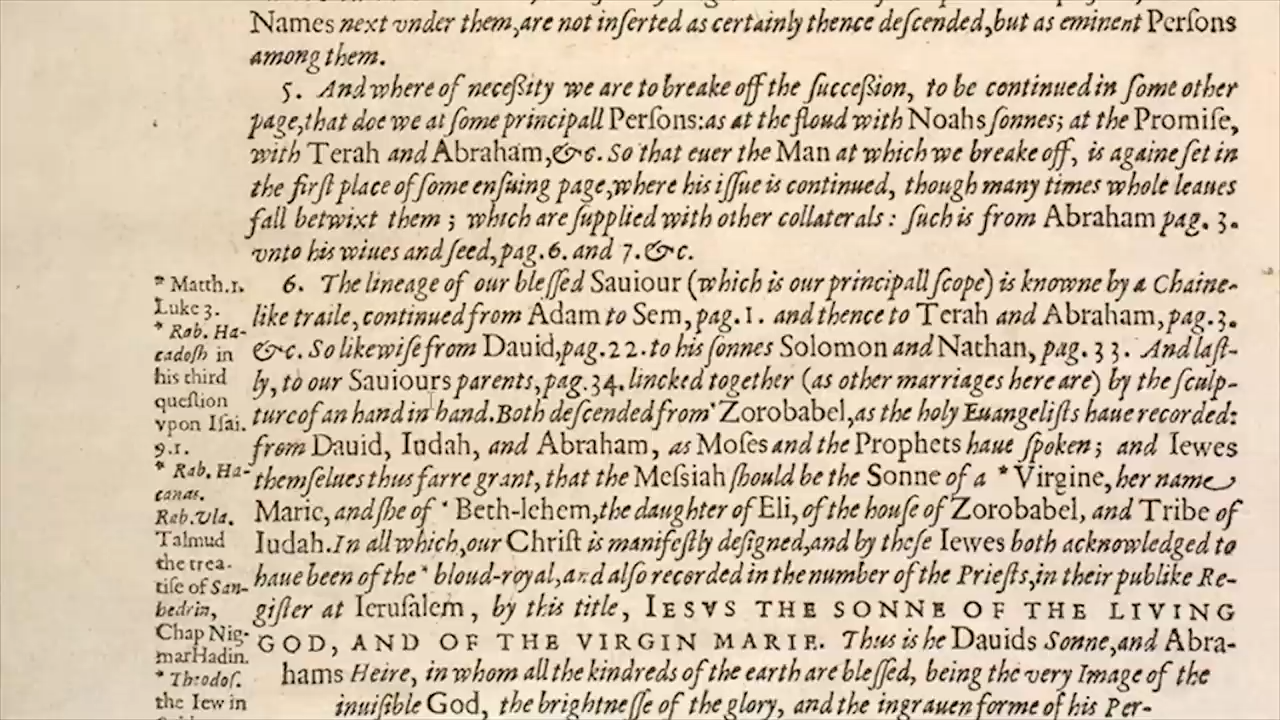 Names next vnder them, are not inſerted as certainly thence deſcended, but as eminent Perſons
among them.
5. And where of neceſſity we are to breake off the ſucceſſion, to be continued in ſome other
page, that doe we at ſome principall Perſons: as at the floud with Noahs ſonnes; at the Promiſe,
with Terah and Abraham, &c. So that euer the Man at which we breake off, is againe ſet in
the firſt place of ſome enſuing page, where his iſſue is continued, though many times whole leaues
fall betwixt them; which are ſupplied with other collaterals: ſuch is from Abraham pag. 3.
vnto his wiues and ſeed, pag. 6. and 7. &c.
6. The lineage of our bleſſed Sauiour (which is our principall ſcope) is knowne by a Chaine-
like traile, continued from Adam to Sem, pag. 1. and thence to Terah and Abraham, pag. 3.
&c. So likewiſe from Dauid, pag. 22. to his ſonnes Solomon and Nathan, pag. 33. And laſt-
ly, to our Sauiours parents, pag. 34. lincked together (as other marriages here are) by the ſculp-
ture of an hand in hand. Both deſcended from * Zorobabel, as the holy Euangeliſts haue recorded:
from Dauid, Iudah, and Abraham, as Moſes and the Prophets haue ſpoken; and Iewes
themſelues thus farre grant, that the Meſsiah ſhould be the Sonne of a * Virgine, her name
Marie, and ſhe of * Beth-lehem, the daughter of Eli, of the houſe of Zorobabel, and Tribe of
Iudah. In all which, our Chriſt is manifeſtly deſigned, and by theſe Iewes both acknowledged to
haue been of the * bloud-royal, and alſo recorded in the number of the Prieſts, in their publike Re-
giſter at Ieruſalem, by this title, IESVS THE SONNE OF THE LIVING
GOD, AND OF THE VIRGIN MARIE. Thus is he Dauids Sonne, and Abra-
hams Heire, in whom all the kindreds of the earth are bleſſed, being the very Image of the
inuiſible God, the brightneſſe of the glory, and the ingrauen forme of his Per-
* Matth.1.
Luke 3.
* Rab. Ha-
cadoſh in
his third
queſtion
vpon Iſai.
9.1.
* Rab. Ha-
canas.
Rab. Vla.
Talmud
the trea-
tiſe of San-
hedrin,
Chap Nig-
mar Hadin.
* Theodoſ.
the Iew in